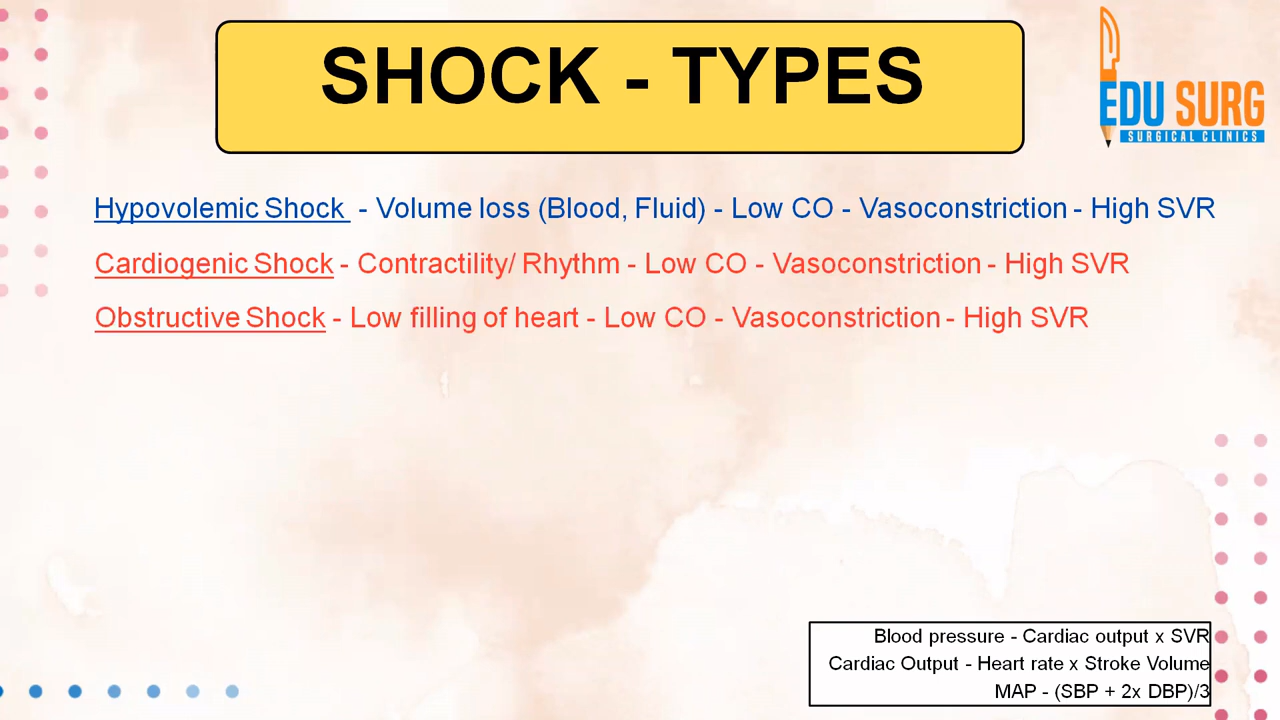 SHOCK - TYPES
EDU SURG
SURGICAL CLINICS
Hypovolemic Shock - Volume loss (Blood, Fluid) - Low CO - Vasoconstriction - High SVR
Cardiogenic Shock - Contractility/ Rhythm - Low CO - Vasoconstriction - High SVR
Obstructive Shock - Low filling of heart - Low CO - Vasoconstriction - High SVR
Blood pressure - Cardiac output x SVR
Cardiac Output - Heart rate x Stroke Volume
MAP - (SBP + 2x DBP)/3